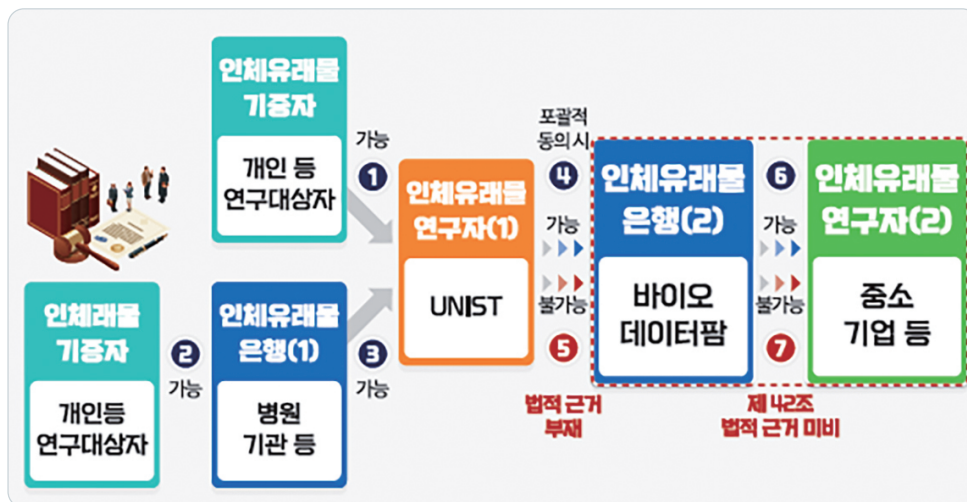 인체유래물
기증자
개인 등
연구대상자
가능
1
인체래물
기증자
개인등
연구대상자
2
가능
인체유래물
은행(1)
병원
기관 등
3
가능
인체유래물
연구자(1)
UNIST
포괄적
동의 시
4
가능
불가능
5
법적 근거
부재
인체유래물
은행(2)
바이오
데이터팜
6
가능
불가능
7
제 42조
법적 근거 미비
인체유래물
연구자(2)
중소
기업 등